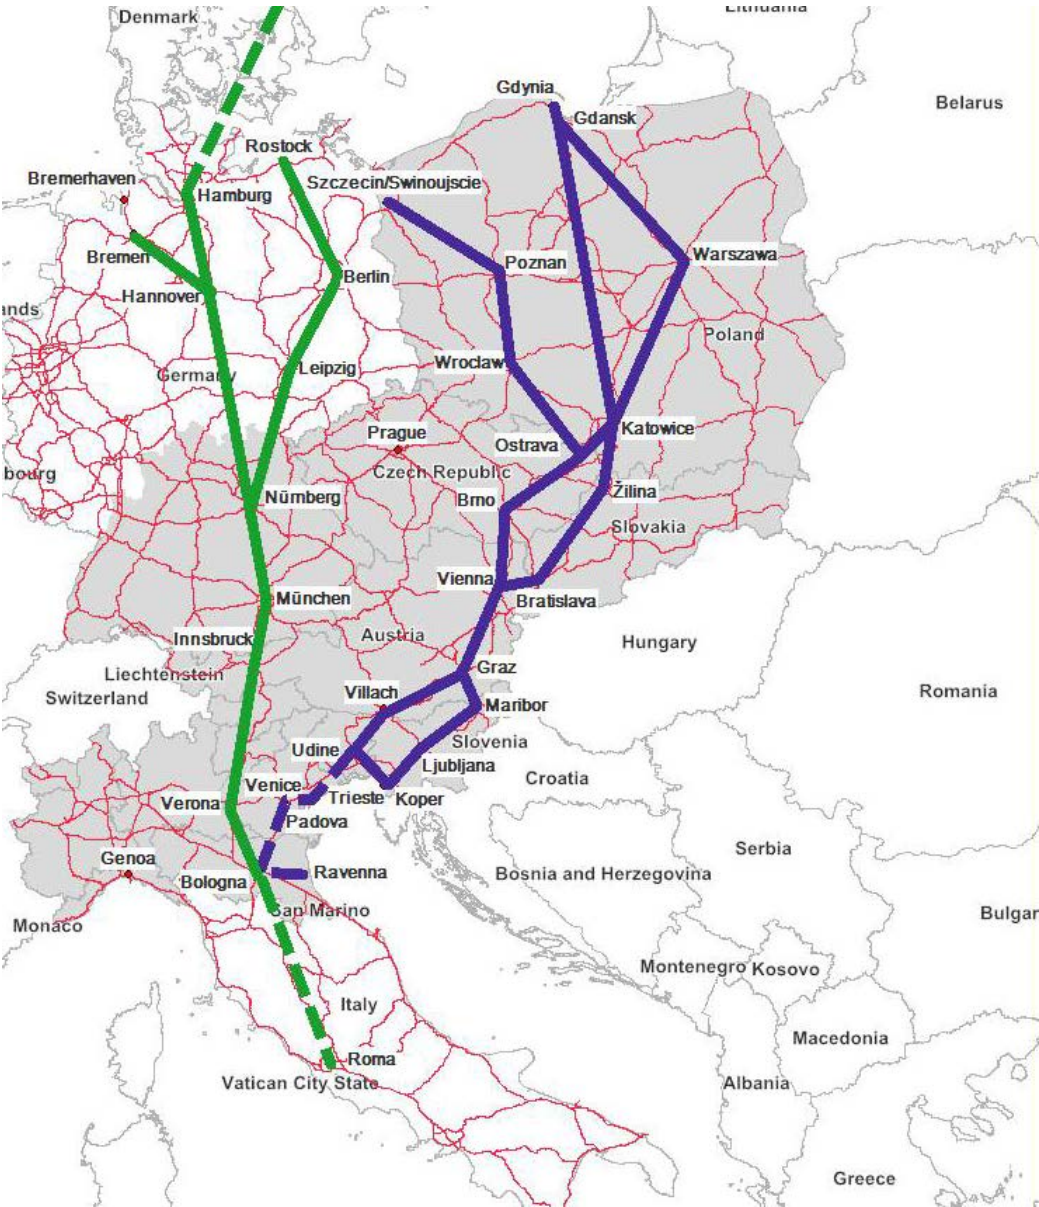 Lithuania
Denmark
Gdynia
Belarus
Gdansk
Rostock
Bremerhaven
Szczecin/Swinoujscie
Hamburg
Bremen
Warszawa
Poznan
Berlin
Hannover
ands
Poland
Wroclaw
Leipzig
Germany
Katowice
Prague
Ostrava
bourg
Czech Republic
Nürnberg
Brno
Žilina
Slovakia
Vienna
München
Bratislava
Innsbruck
Austria
Hungary
Liechtenstein
Graz
Switzerland
Villach
Romania
Maribor
Udine
Slovenia
Ljubljana
Croatia
Venice
Verona
Trieste
Koper
Padova
Serbia
Genoa
Ravenna
Bosnia and Herzegovina
Bologna
San Marino
Bulgar
Monaco
Montenegro
Kosovo
Italy
Macedonia
Roma
Vatican City State
Albania
Greece